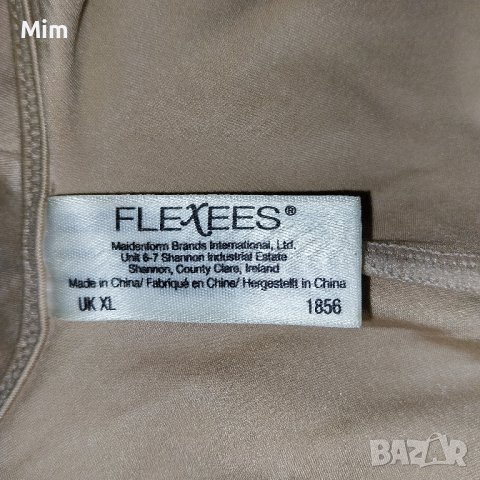 Mim
FLEXEES®
Maidenform Brands International, Ltd.
Unit 6-7 Shannon Industrial Estate
Shannon, County Clare, Ireland
Made in China/ Fabriqué en Chine/ Hergestellt in China
UK XL 1856
BAZAR